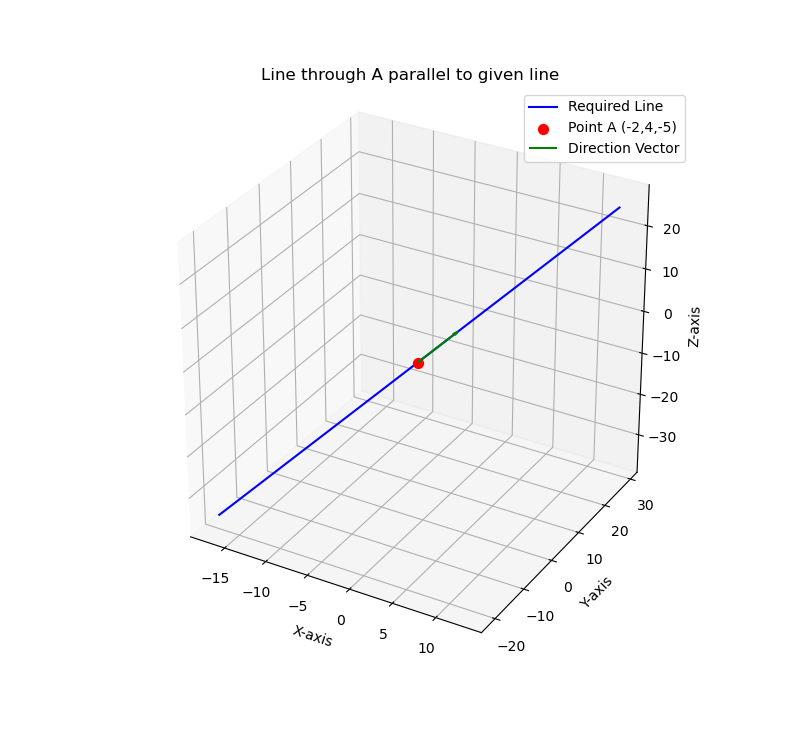 Line through A parallel to given line
Required Line
Point A (-2,4,-5)
Direction Vector
20
10
0
−10
−20
−30
Z-axis
30
20
10
0
−10
−20
Y-axis
−15
−10
−5
0
5
10
X-axis